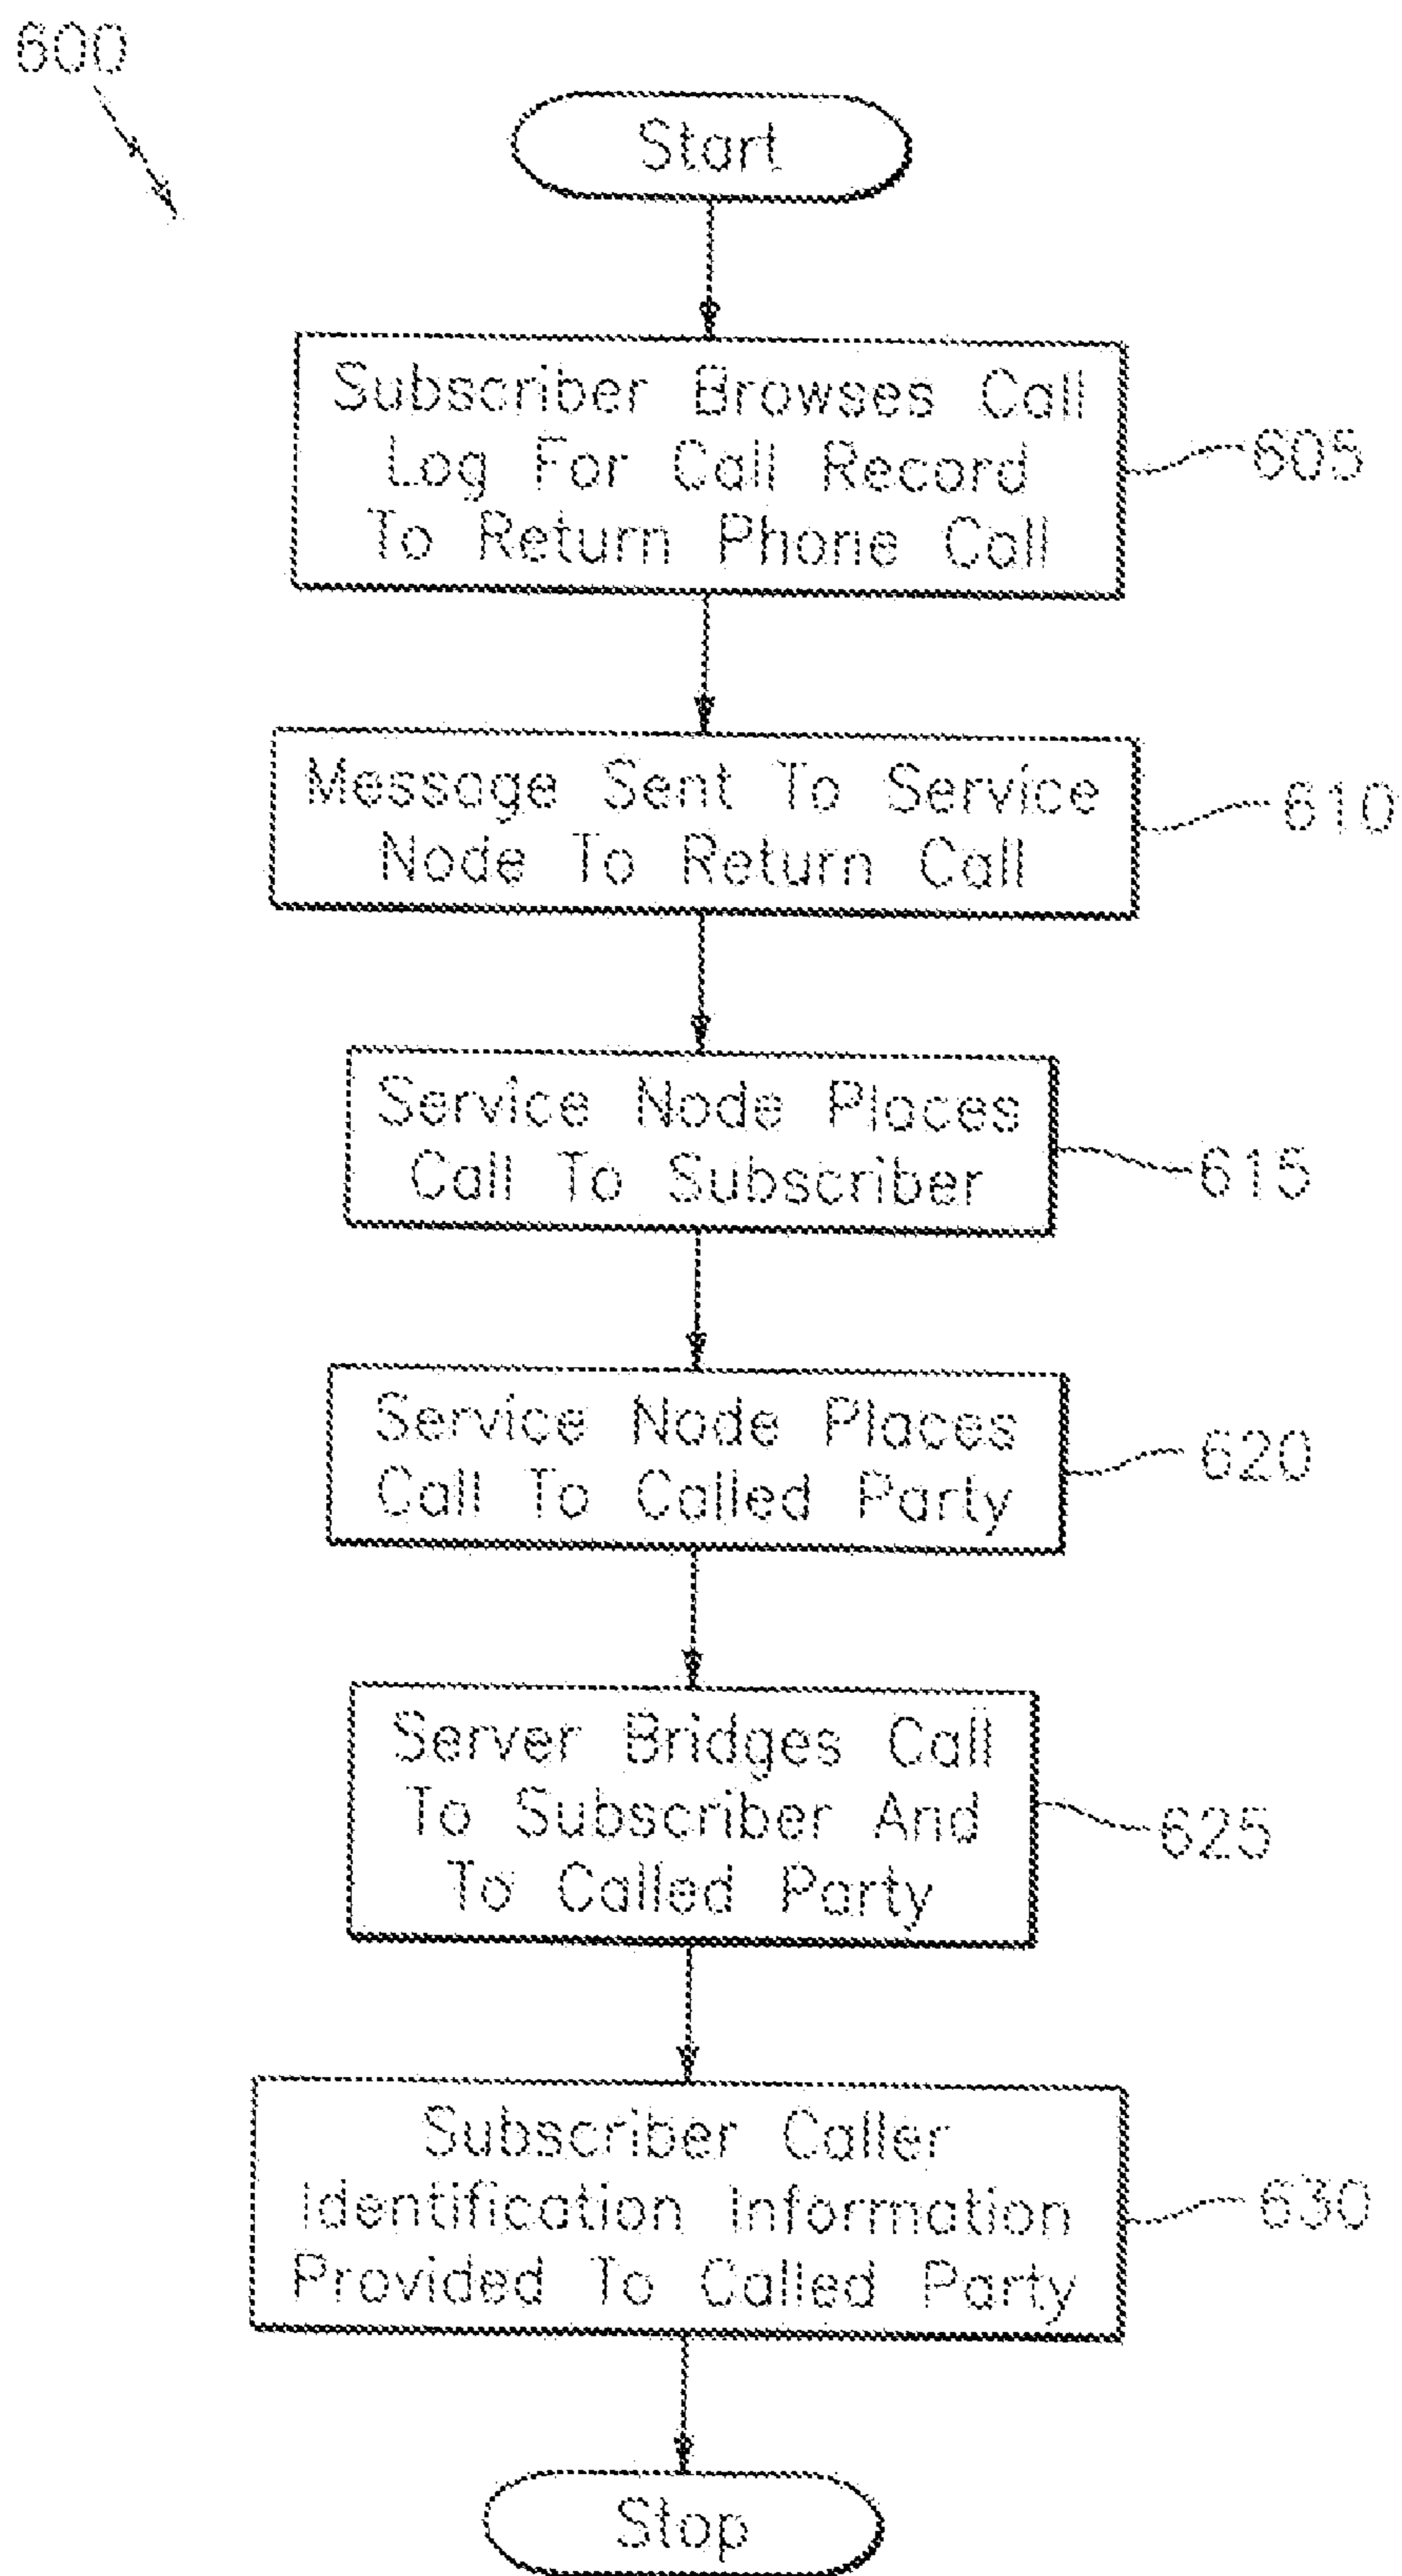 600
Start
Subscriber Browses Call
Log For Call Record
To Return Phone Call
605
Message Sent To Service
Node To Return Call
610
Service Node Places
Call To Subscriber
615
Service Node Places
Call To Called Party
620
Server Bridges Call
To Subscriber And
To Called Party
625
Subscriber Caller
Identification Information
Provided To Called Party
630
Stop